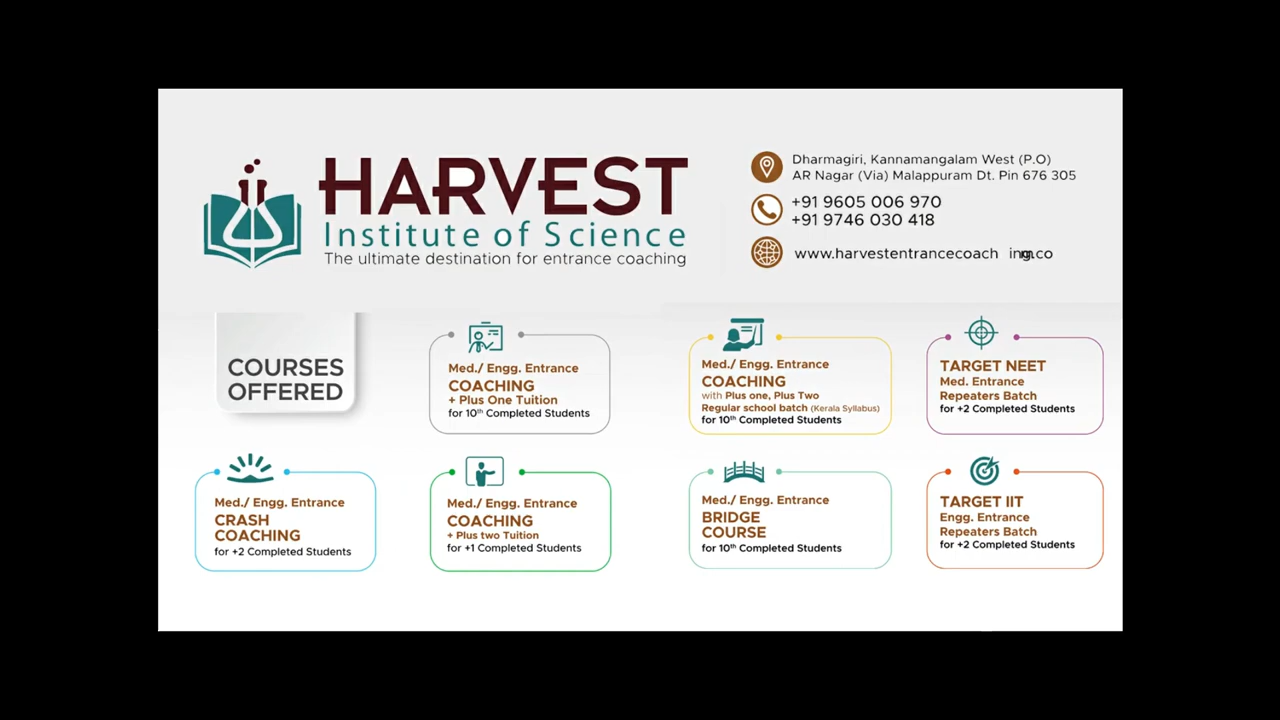 HARVEST
Institute of Science
The ultimate destination for entrance coaching
Dharmagiri, Kannamangalam West (P.O)
AR Nagar (Via) Malappuram Dt. Pin 676 305
+91 9605 006 970
+91 9746 030 418
www.harvestentrancecoach
COURSES
OFFERED
Med./ Engg. Entrance
COACHING
+ Plus One Tuition
for 10th Completed Students
Med./ Engg. Entrance
COACHING
with Plus one, Plus Two
Regular school batch (Kerala Syllabus)
for 10th Completed Students
TARGET NEET
Med. Entrance
Repeaters Batch
for +2 Completed Students
Med./ Engg. Entrance
CRASH
COACHING
for +2 Completed Students
Med./ Engg. Entrance
COACHING
+ Plus two Tuition
for +1 Completed Students
Med./ Engg. Entrance
BRIDGE
COURSE
for 10th Completed Students
TARGET IIT
Engg. Entrance
Repeaters Batch
for +2 Completed Students